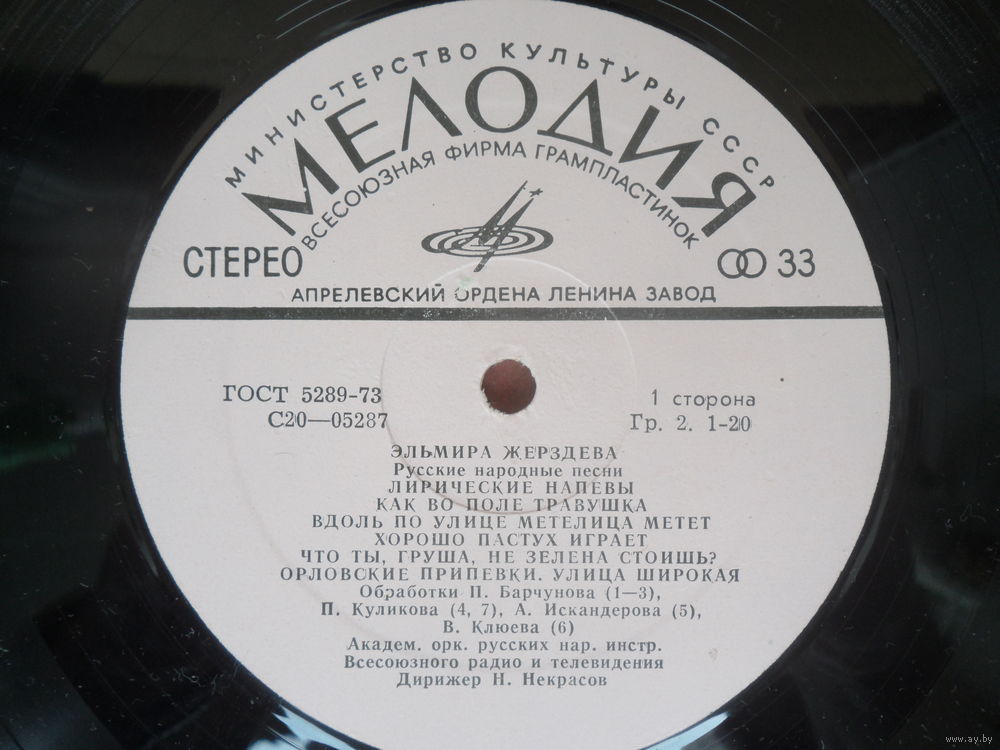 МИНИСТЕРСТВО КУЛЬТУРЫ СССР
МЕЛОДИЯ
ВСЕСОЮЗНАЯ ФИРМА ГРАМПЛАСТИНОК
СТЕРЕО 33
АПРЕЛЕВСКИЙ ОРДЕНА ЛЕНИНА ЗАВОД
ГОСТ 5289-73 1 сторона
С20—05287 Гр. 2. 1-20
ЭЛЬМИРА ЖЕРЗДЕВА
Русские народные песни
ЛИРИЧЕСКИЕ НАПЕВЫ
КАК ВО ПОЛЕ ТРАВУШКА
ВДОЛЬ ПО УЛИЦЕ МЕТЕЛИЦА МЕТЕТ
ХОРОШО ПАСТУХ ИГРАЕТ
ЧТО ТЫ, ГРУША, НЕ ЗЕЛЕНА СТОИШЬ?
ОРЛОВСКИЕ ПРИПЕВКИ. УЛИЦА ШИРОКАЯ
Обработки П. Барчунова (1—3),
П. Куликова (4, 7), А. Искандерова (5),
В. Клюева (6)
Академ. орк. русских нар. инстр.
Всесоюзного радио и телевидения
Дирижер Н. Некрасов
www.ay.by